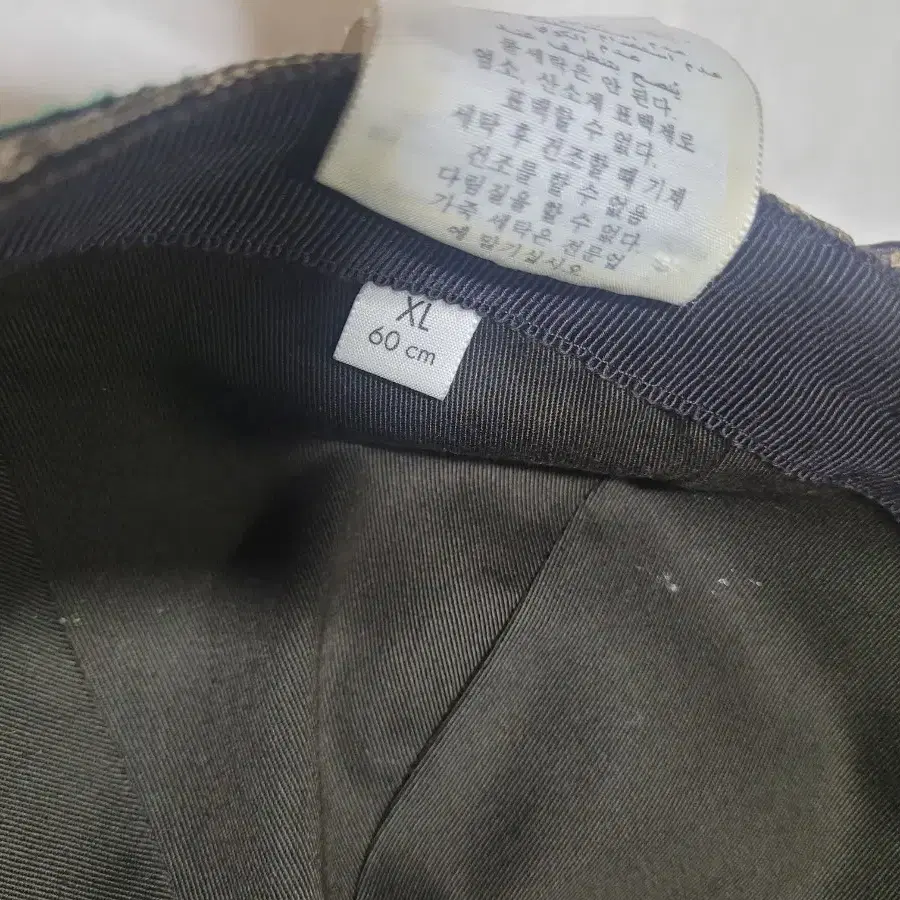 물 세탁은 안 된다.
염소, 산소제 표백제로
표백할 수 없다.
세탁 후 건조할 때 기계
건조를 할 수 없음
다림질을 할 수 없다.
가죽 세탁은 전문업
에 맡기십시오
XL
60 cm